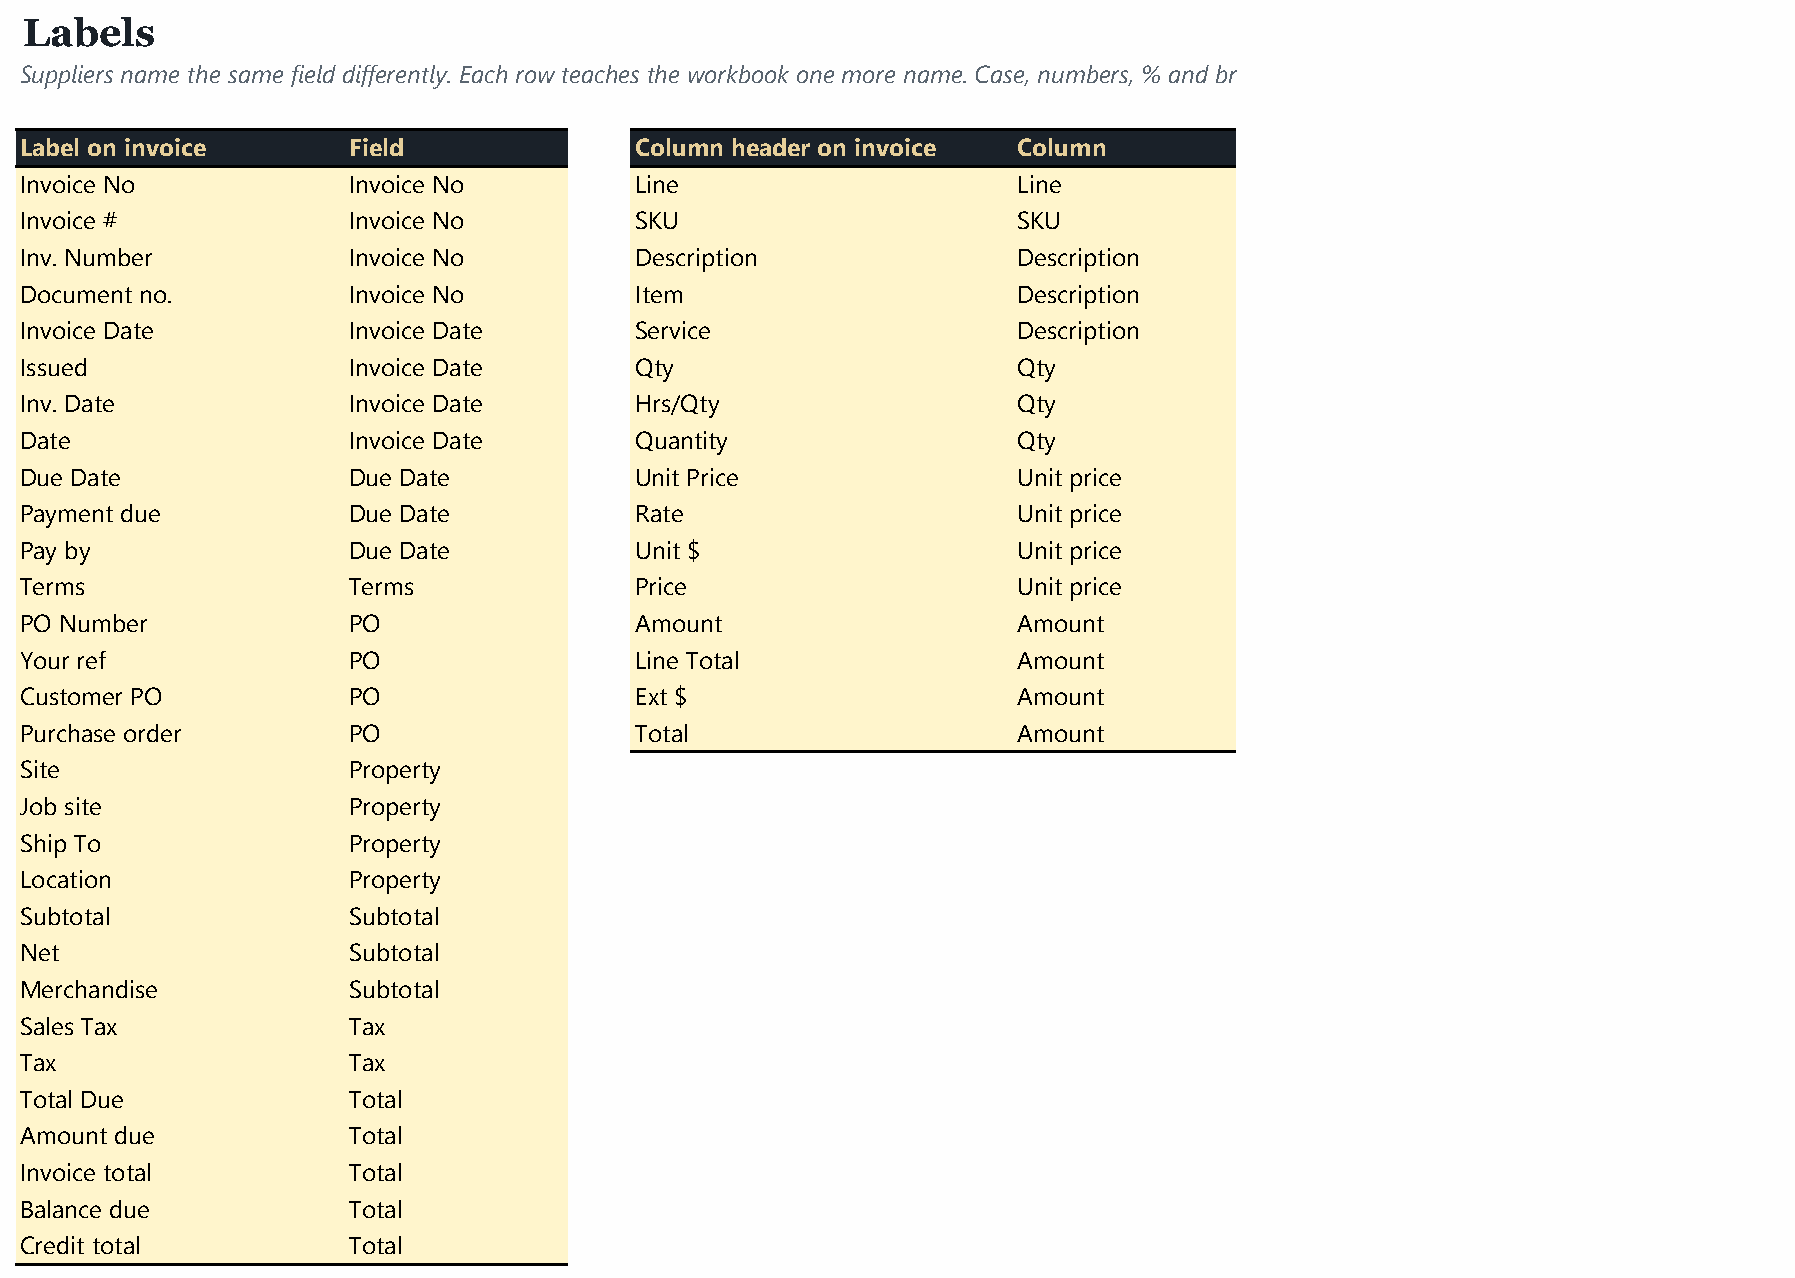 Labels
Suppliers name the same field differently. Each row teaches the workbook one more name. Case, numbers, % and br
Label on invoice Field Column header on invoice Column
Invoice No Invoice No Line Line
Invoice # Invoice No SKU SKU
Inv. Number Invoice No Description Description
Document no. Invoice No Item Description
Invoice Date Invoice Date Service Description
Issued Invoice Date Qty Qty
Inv. Date Invoice Date Hrs/Qty Qty
Date Invoice Date Quantity Qty
Due Date Due Date Unit Price Unit price
Payment due Due Date Rate Unit price
Pay by Due Date Unit $ Unit price
Terms Terms Price Unit price
PO Number PO Amount Amount
Your ref PO Line Total Amount
Customer PO PO Ext $ Amount
Purchase order PO Total Amount
Site Property
Job site Property
Ship To Property
Location Property
Subtotal Subtotal
Net Subtotal
Merchandise Subtotal
Sales Tax Tax
Tax Tax
Total Due Total
Amount due Total
Invoice total Total
Balance due Total
Credit total Total